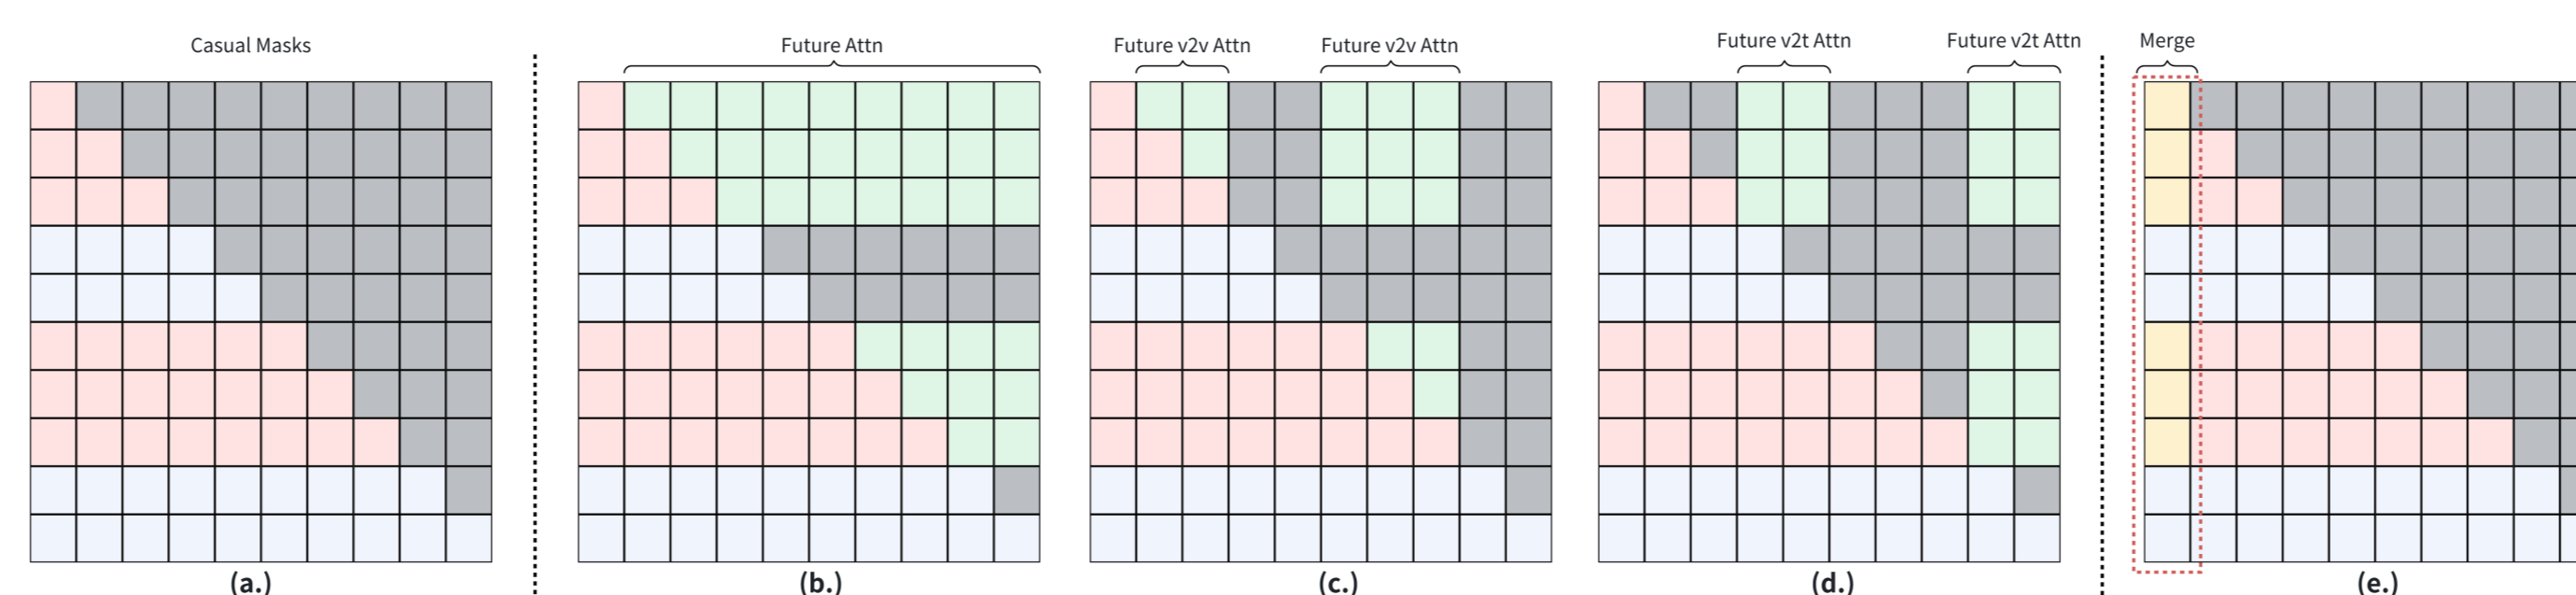 Casual Masks
Future Attn
Future v2v Attn
Future v2v Attn
Future v2t Attn
Future v2t Attn
Merge
(a.)
(b.)
(c.)
(d.)
(e.)